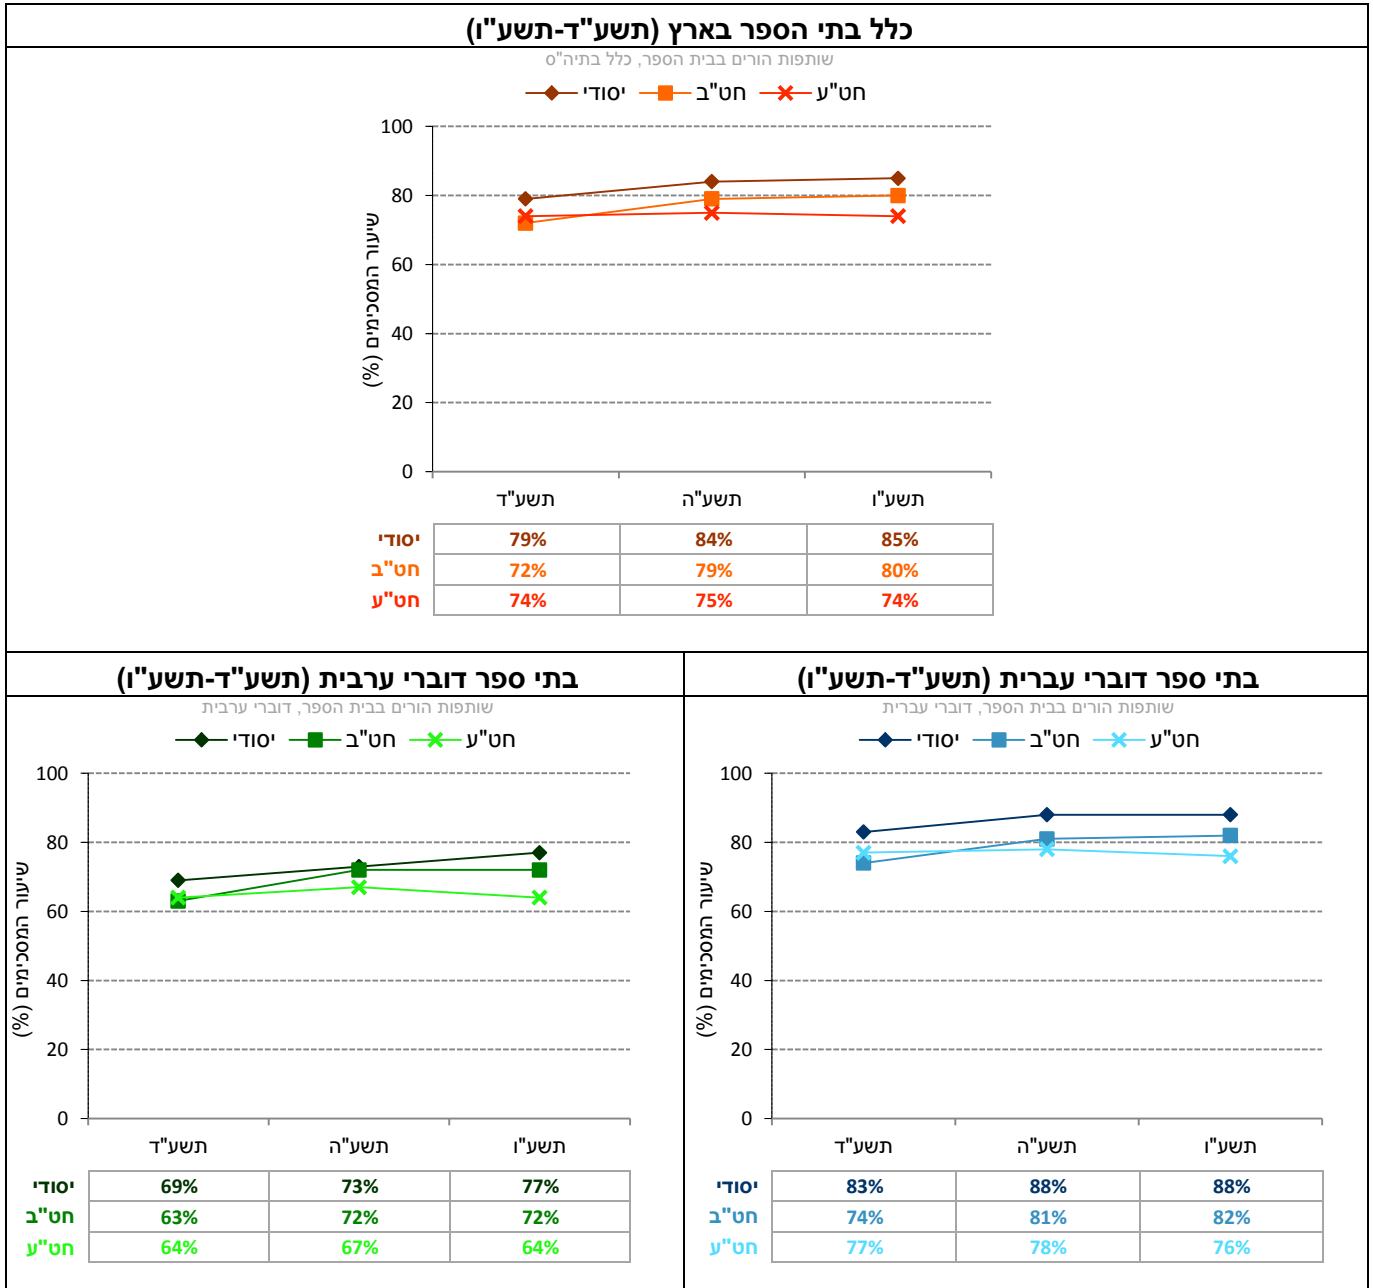 כלל בתי הספר בארץ (תשע"ד-תשע"ו)
שותפות הורים בבית הספר, כלל בתיה"ס
יסודי חט"ב חט"ע
שיעור המסכימים (%)
100
80
60
40
20
0
תשע"ד תשע"ה תשע"ו
יסודי 79% 84% 85%
חט"ב 72% 79% 80%
חט"ע 74% 75% 74%
בתי ספר דוברי עברית (תשע"ד-תשע"ו)
שותפות הורים בבית הספר, דוברי עברית
יסודי חט"ב חט"ע
שיעור המסכימים (%)
100
80
60
40
20
0
תשע"ד תשע"ה תשע"ו
יסודי 83% 88% 88%
חט"ב 74% 81% 82%
חט"ע 77% 78% 76%
בתי ספר דוברי ערבית (תשע"ד-תשע"ו)
שותפות הורים בבית הספר, דוברי ערבית
יסודי חט"ב חט"ע
שיעור המסכימים (%)
100
80
60
40
20
0
תשע"ד תשע"ה תשע"ו
יסודי 69% 73% 77%
חט"ב 63% 72% 72%
חט"ע 64% 67% 64%